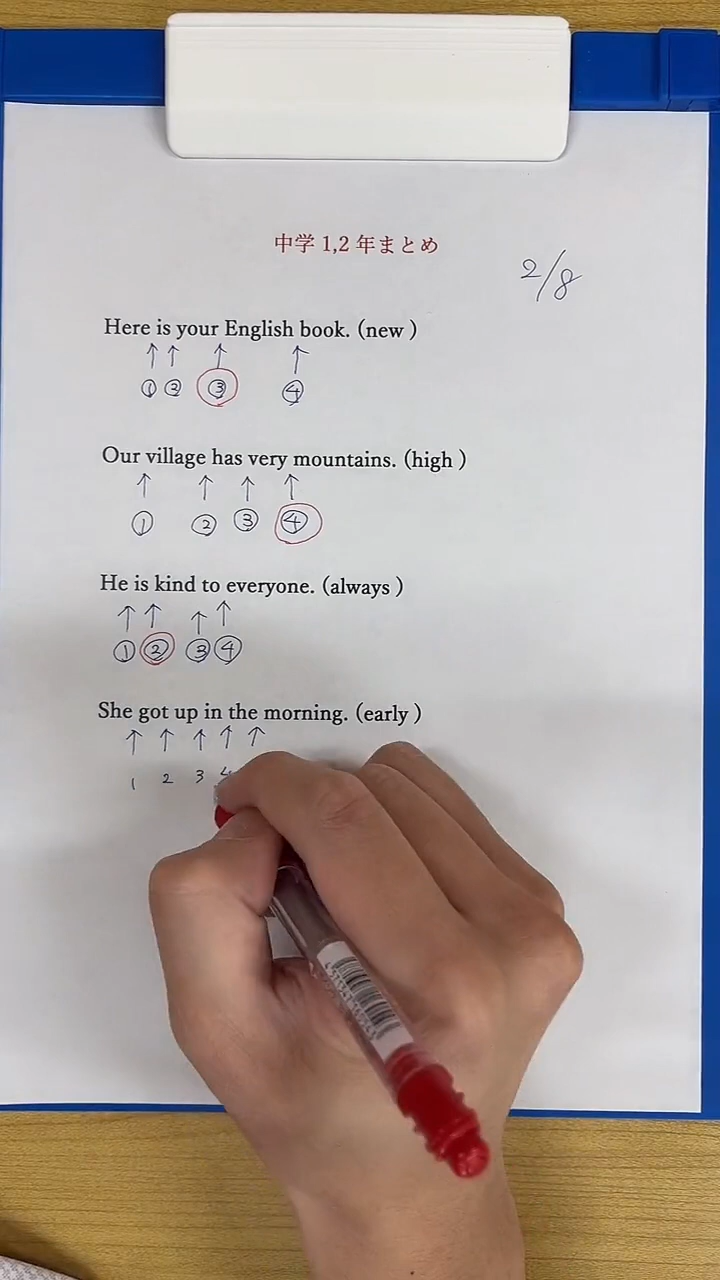 中学 1,2 年まとめ
2/8
Here is your English book. (new )
↑ ↑ ↑ ↑
① ② ③ ④
Our village has very mountains. (high )
↑ ↑ ↑ ↑
① ② ③ ④
He is kind to everyone. (always )
↑ ↑ ↑ ↑
① ② ③ ④
She got up in the morning. (early )
↑ ↑ ↑ ↑ ↑
1 2 3 4